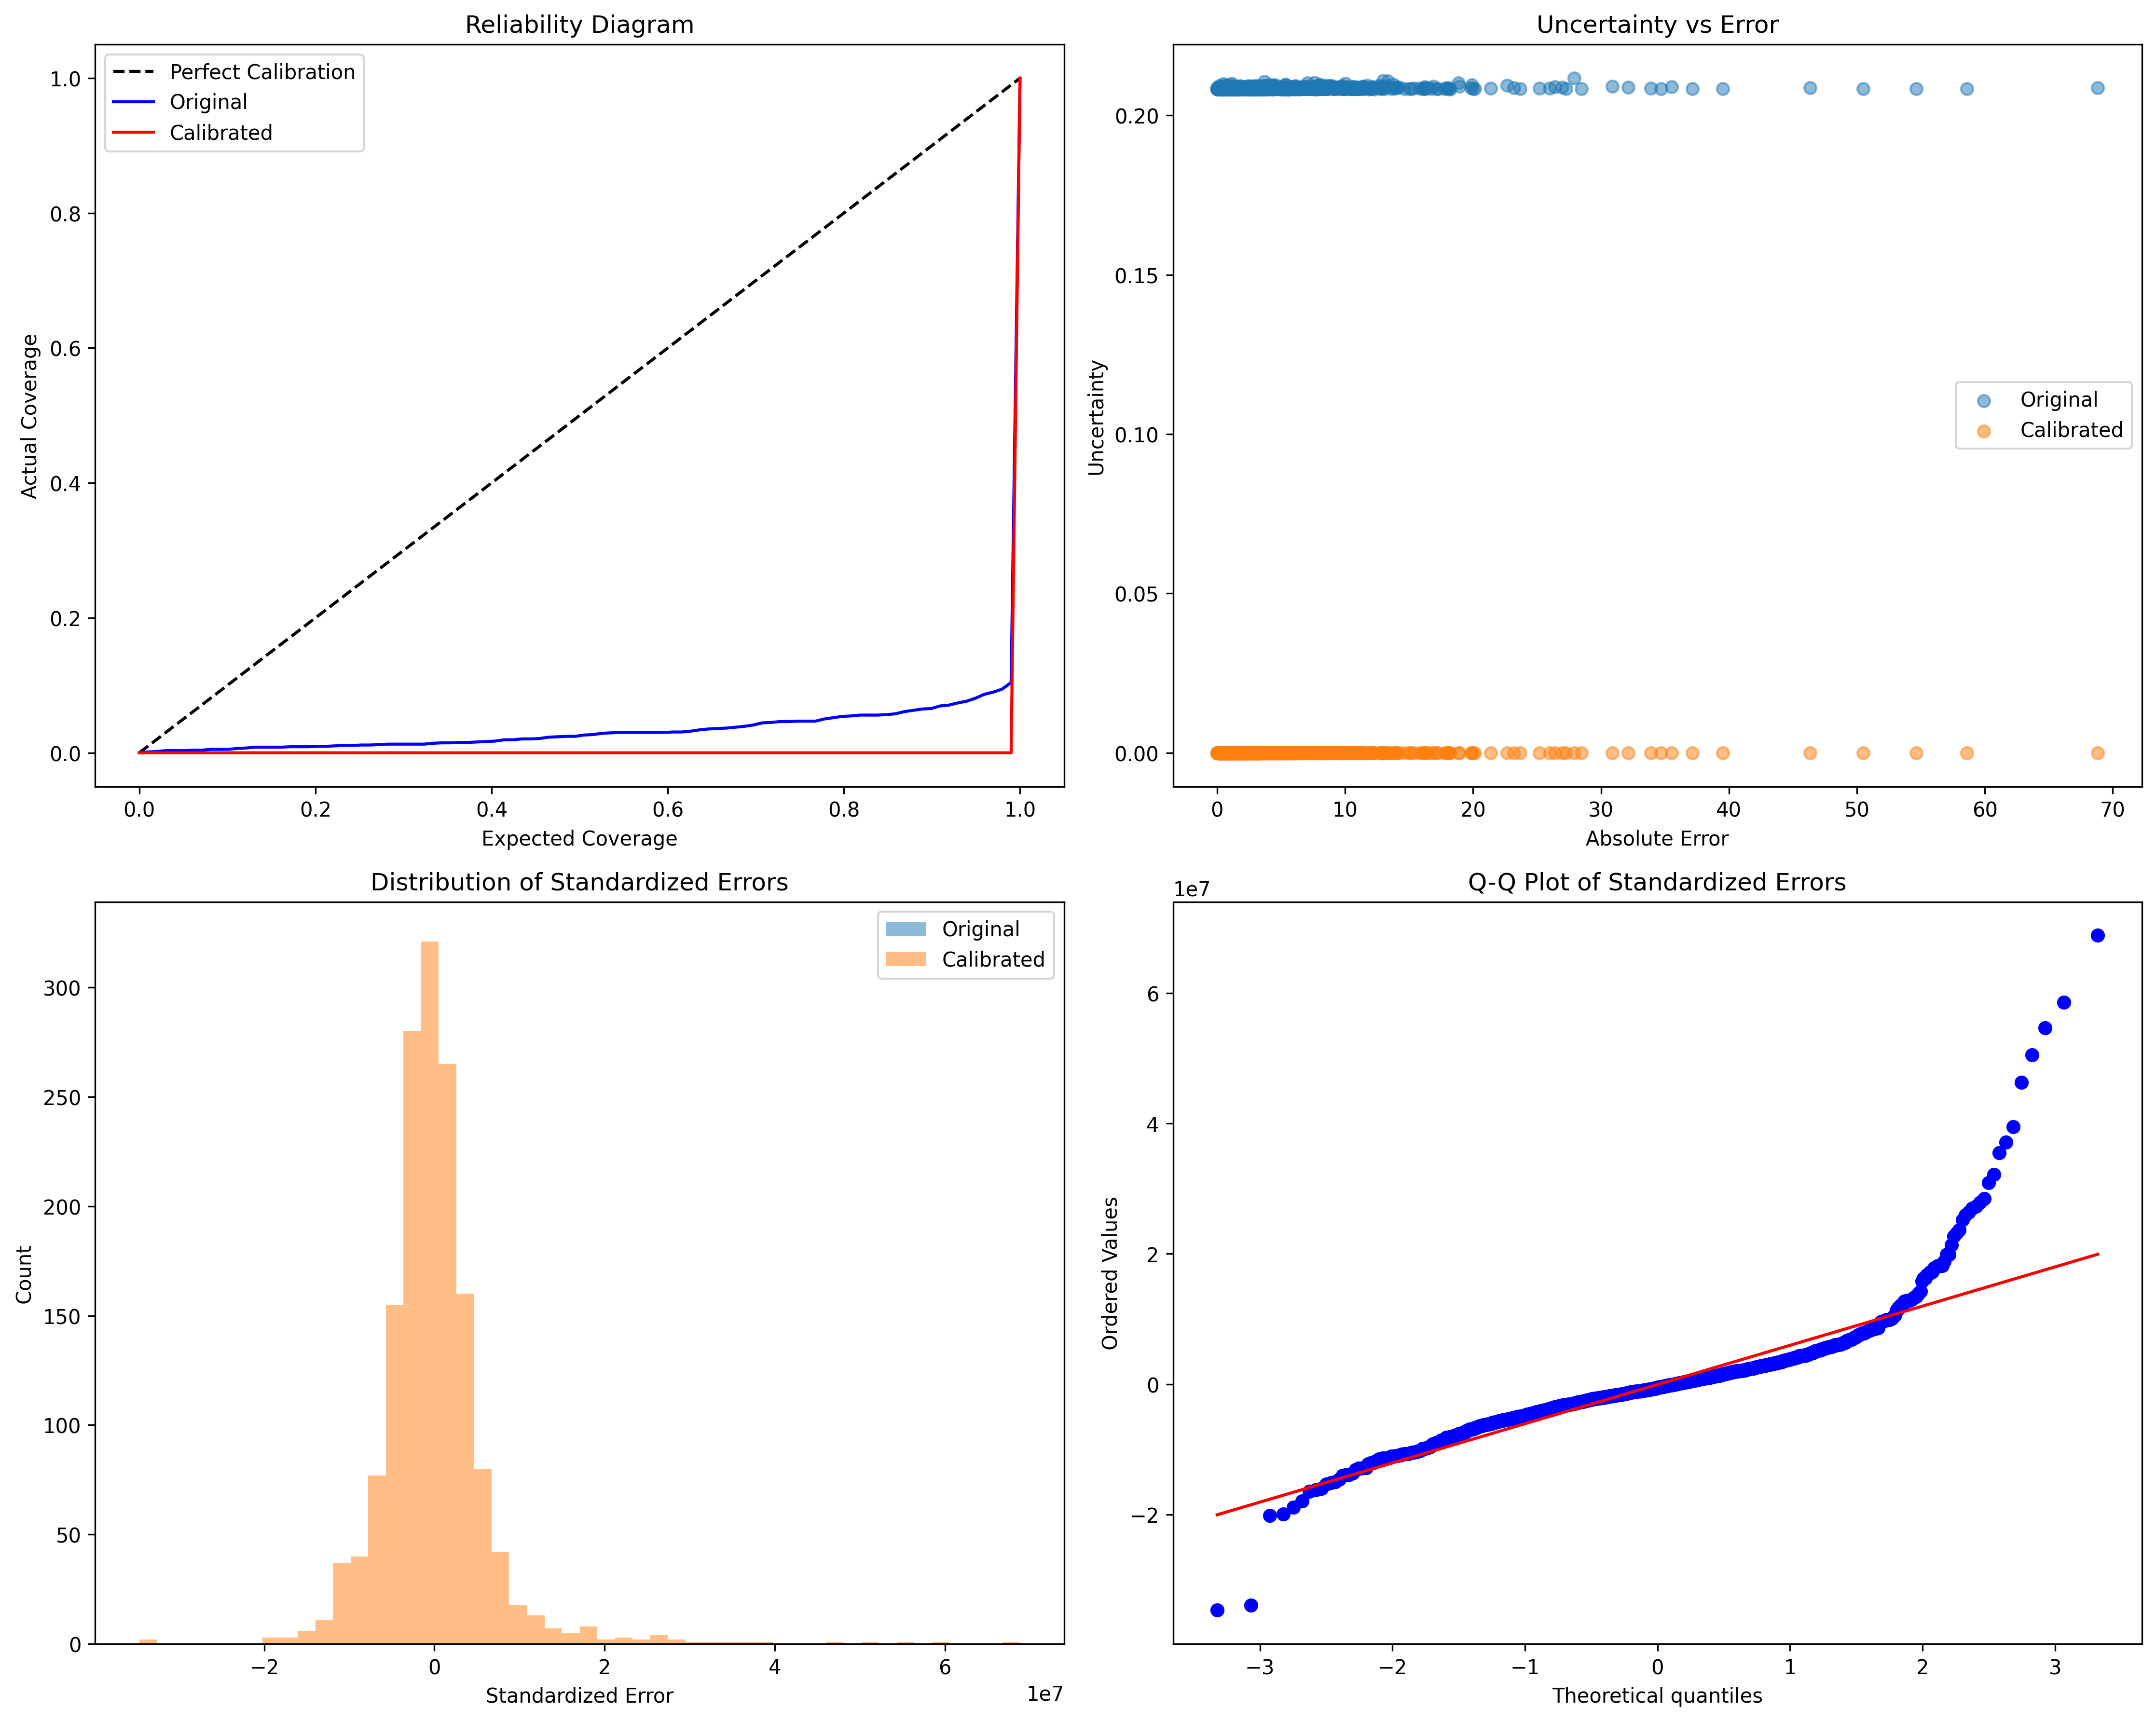 Reliability Diagram
Perfect Calibration
Original
Calibrated
1.0
0.8
0.6
0.4
0.2
0.0
Actual Coverage
0.0 0.2 0.4 0.6 0.8 1.0
Expected Coverage
Uncertainty vs Error
0.20
0.15
0.10
0.05
0.00
Uncertainty
Original
Calibrated
0 10 20 30 40 50 60 70
Absolute Error
Distribution of Standardized Errors
Original
Calibrated
300
250
200
150
100
50
0
Count
−2 0 2 4 6
1e7
Standardized Error
Q-Q Plot of Standardized Errors
1e7
6
4
2
0
−2
Ordered Values
−3 −2 −1 0 1 2 3
Theoretical quantiles